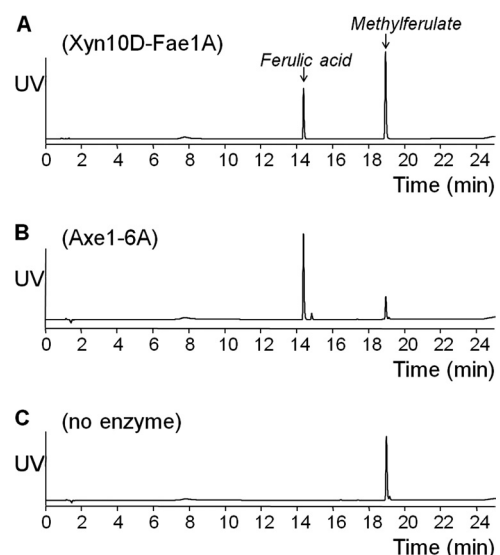 A
(Xyn10D-Fae1A)
Methylferulate
Ferulic acid
UV
0 2 4 6 8 10 12 14 16 18 20 22 24
Time (min)
B
(Axe1-6A)
UV
0 2 4 6 8 10 12 14 16 18 20 22 24
Time (min)
C
(no enzyme)
UV
0 2 4 6 8 10 12 14 16 18 20 22 24
Time (min)